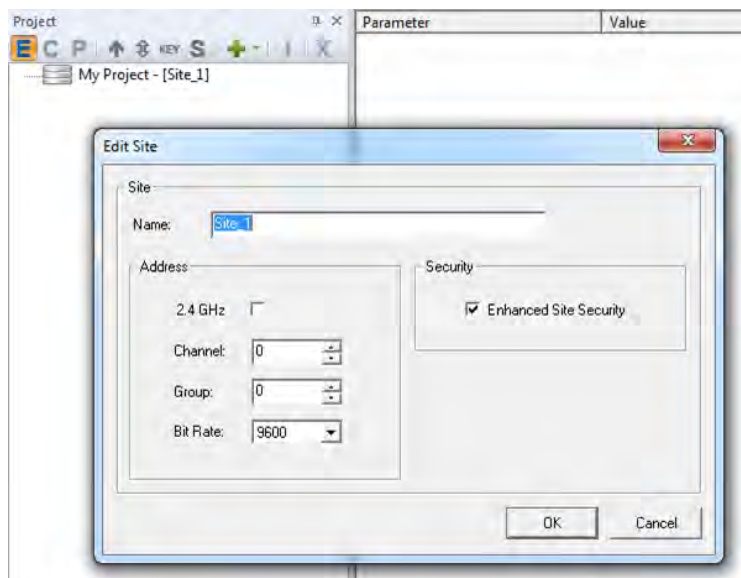 Project
Parameter Value
E C P KEY S I X
My Project - [Site_1]
Edit Site
Site
Name: Site_1
Address
Security
2.4 GHz
Enhanced Site Security
Channel: 0
Group: 0
Bit Rate: 9600
OK Cancel